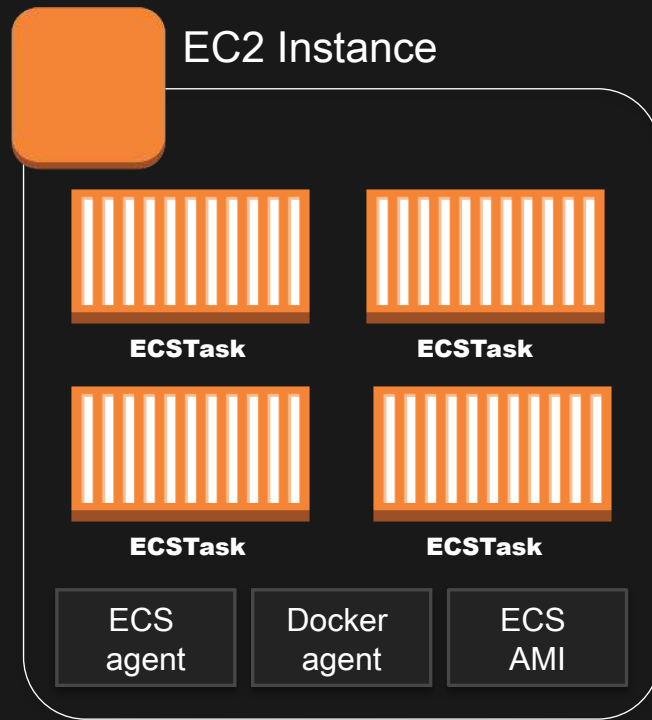 EC2 Instance
ECSTask
ECSTask
ECSTask
ECSTask
ECS
agent
Docker
agent
ECS
AMI